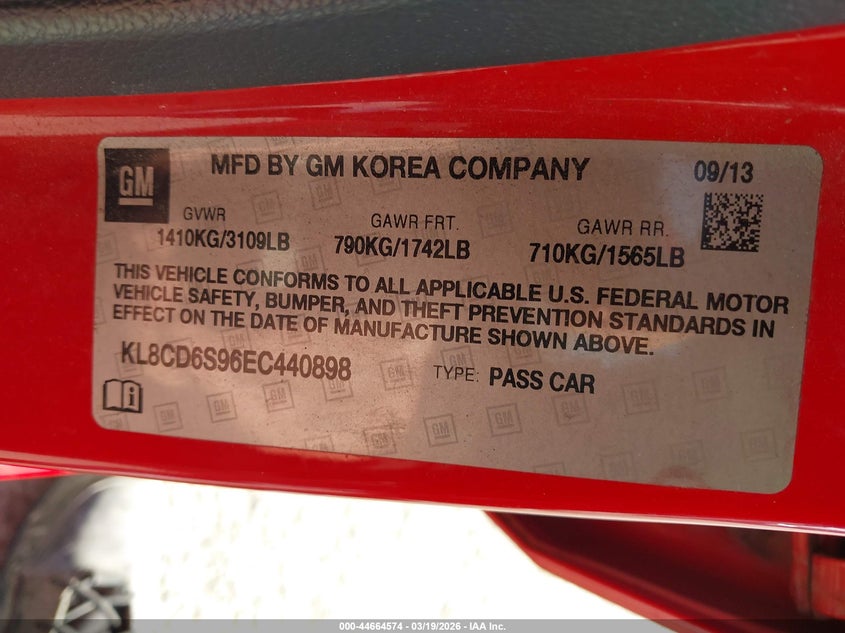 GM
MFD BY GM KOREA COMPANY
09/13
GVWR
1410KG/3109LB
GAWR FRT.
790KG/1742LB
GAWR RR.
710KG/1565LB
THIS VEHICLE CONFORMS TO ALL APPLICABLE U.S. FEDERAL MOTOR
VEHICLE SAFETY, BUMPER, AND THEFT PREVENTION STANDARDS IN
EFFECT ON THE DATE OF MANUFACTURE SHOWN ABOVE.
KL8CD6S96EC440898
TYPE: PASS CAR
000-44664574 | 03/19/2026 | IAA Inc.